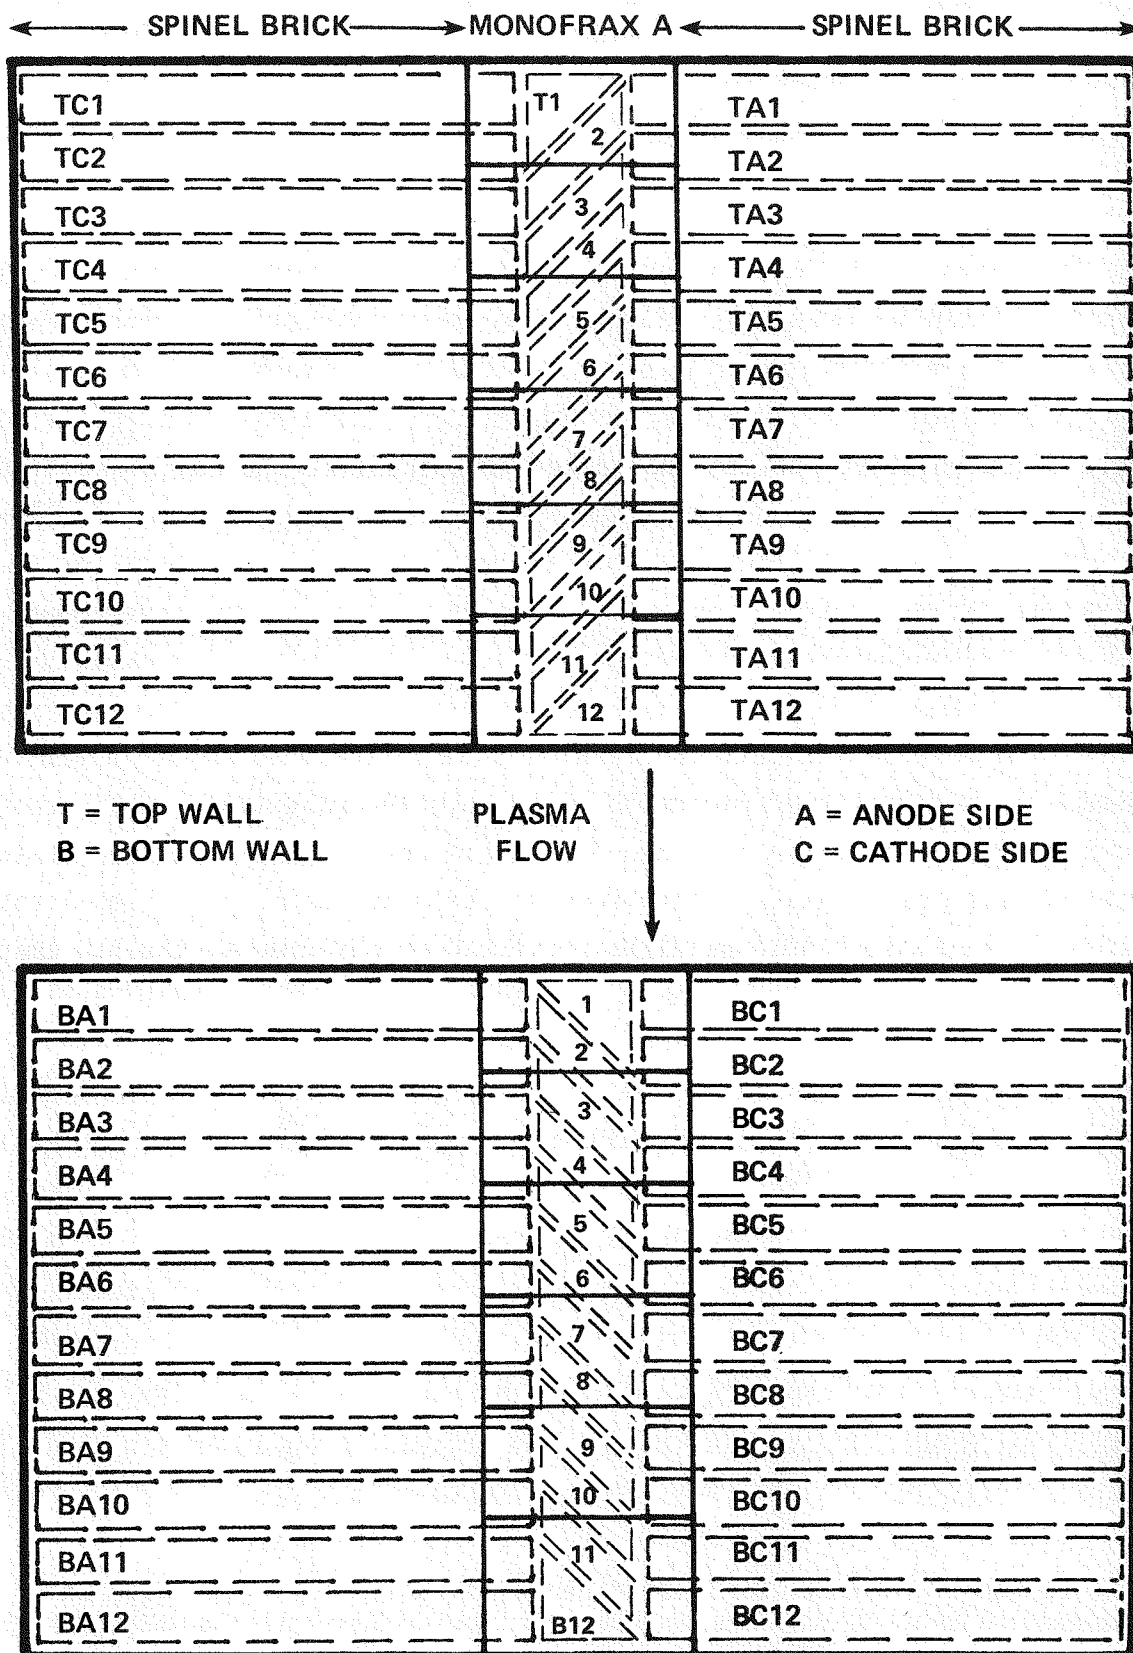 SPINEL BRICK MONOFRAX A SPINEL BRICK
TC1 T1 TA1
2
TC2 TA2
TC3 3 TA3
TC4 4 TA4
TC5 5 TA5
TC6 6 TA6
TC7 7 TA7
TC8 8 TA8
TC9 9 TA9
TC10 10 TA10
TC11 11 TA11
TC12 12 TA12
T = TOP WALL PLASMA A = ANODE SIDE
B = BOTTOM WALL FLOW C = CATHODE SIDE
BA1 1 BC1
BA2 2 BC2
BA3 3 BC3
BA4 4 BC4
BA5 5 BC5
BA6 6 BC6
BA7 7 BC7
BA8 8 BC8
BA9 9 BC9
BA10 10 BC10
BA11 11 BC11
BA12 B12 BC12